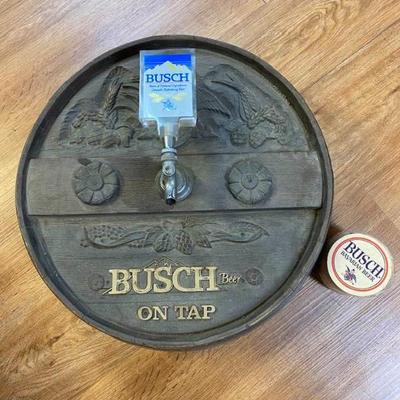 BUSCH
BUSCH Beer
ON TAP
BUSCH
BAVARIAN BEER